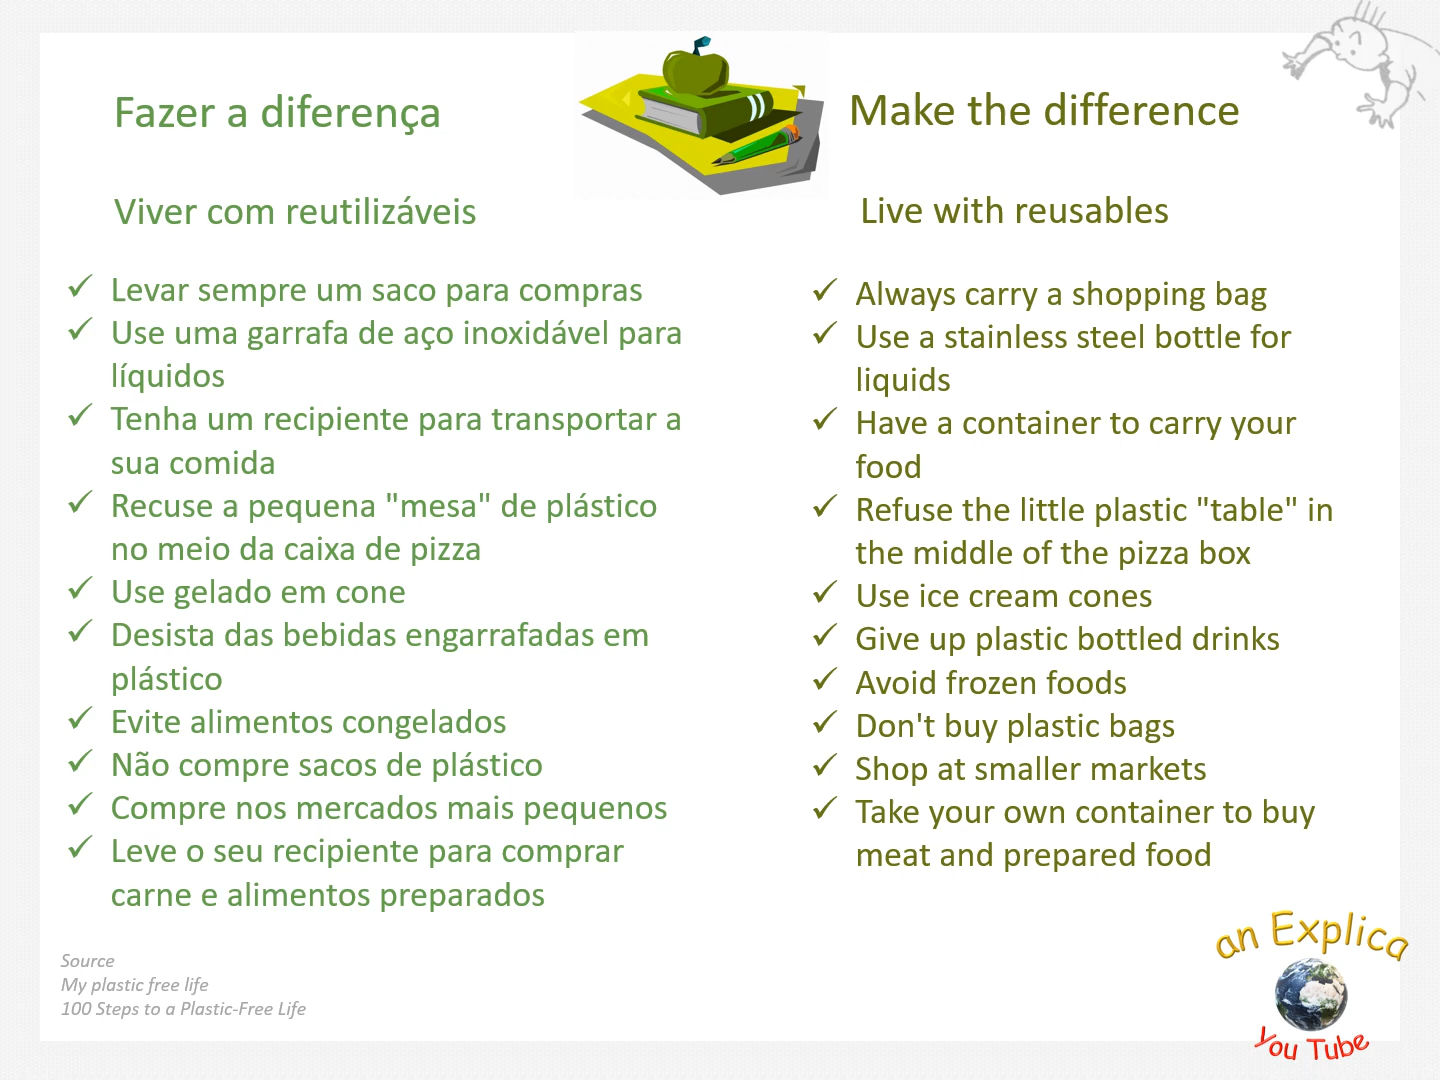 Fazer a diferença
Viver com reutilizáveis
Levar sempre um saco para compras
Use uma garrafa de aço inoxidável para
líquidos
Tenha um recipiente para transportar a
sua comida
Recuse a pequena "mesa" de plástico
no meio da caixa de pizza
Use gelado em cone
Desista das bebidas engarrafadas em
plástico
Evite alimentos congelados
Não compre sacos de plástico
Compre nos mercados mais pequenos
Leve o seu recipiente para comprar
carne e alimentos preparados
Make the difference
Live with reusables
Always carry a shopping bag
Use a stainless steel bottle for
liquids
Have a container to carry your
food
Refuse the little plastic "table" in
the middle of the pizza box
Use ice cream cones
Give up plastic bottled drinks
Avoid frozen foods
Don't buy plastic bags
Shop at smaller markets
Take your own container to buy
meat and prepared food
Source
My plastic free life
100 Steps to a Plastic-Free Life
an Explica
You Tube